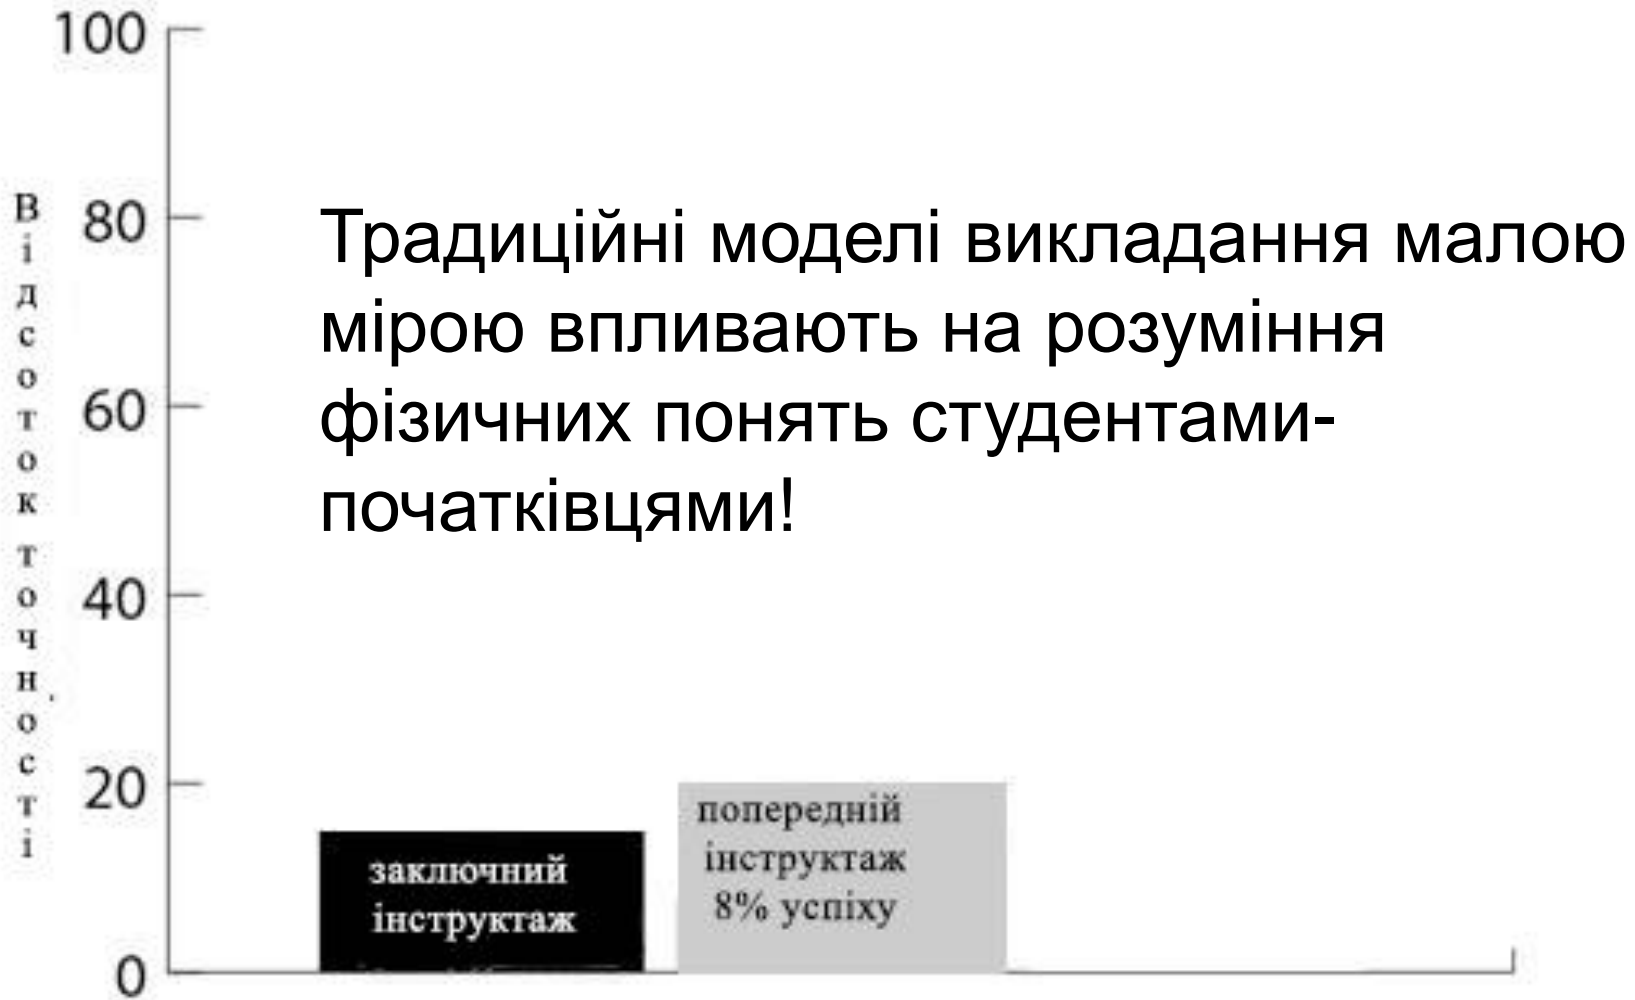 100
80
60
40
20
0
Відсоток точності
Традиційні моделі викладання малою
мірою впливають на розуміння
фізичних понять студентами-
початківцями!
заключний
інструктаж
попередній
інструктаж
8% успіху